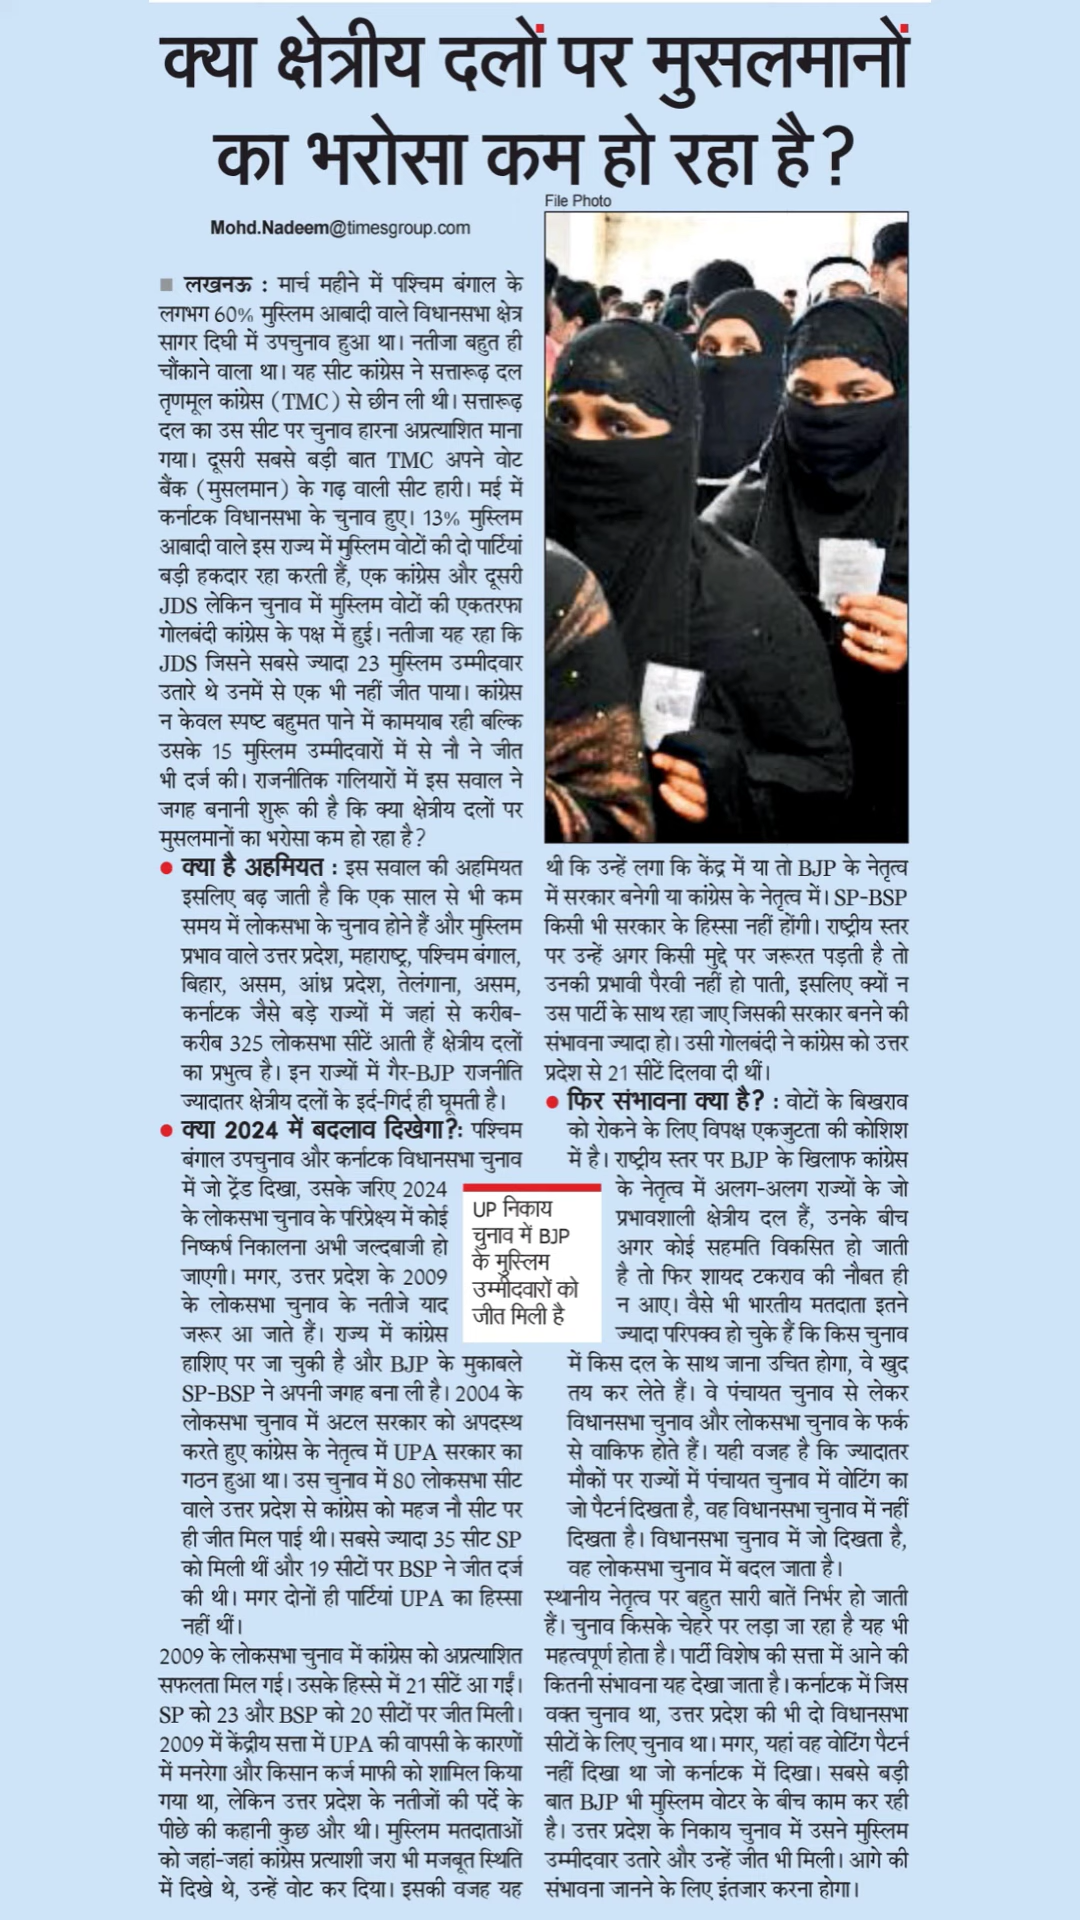 क्या क्षेत्रीय दलों पर मुसलमानों
का भरोसा कम हो रहा है?
File Photo
Mohd.Nadeem@timesgroup.com
■ लखनऊ : मार्च महीने में पश्चिम बंगाल के
लगभग 60% मुस्लिम आबादी वाले विधानसभा क्षेत्र
सागर दिघी में उपचुनाव हुआ था। नतीजा बहुत ही
चौंकाने वाला था। यह सीट कांग्रेस ने सत्तारूढ़ दल
तृणमूल कांग्रेस (TMC) से छीन ली थी। सत्तारूढ़
दल का उस सीट पर चुनाव हारना अप्रत्याशित माना
गया। दूसरी सबसे बड़ी बात TMC अपने वोट
बैंक (मुसलमान) के गढ़ वाली सीट हारी। मई में
कर्नाटक विधानसभा के चुनाव हुए। 13% मुस्लिम
आबादी वाले इस राज्य में मुस्लिम वोटों की दो पार्टियां
बड़ी हकदार रहा करती हैं, एक कांग्रेस और दूसरी
JDS लेकिन चुनाव में मुस्लिम वोटों की एकतरफा
गोलबंदी कांग्रेस के पक्ष में हुई। नतीजा यह रहा कि
JDS जिसने सबसे ज्यादा 23 मुस्लिम उम्मीदवार
उतारे थे उनमें से एक भी नहीं जीत पाया। कांग्रेस
न केवल स्पष्ट बहुमत पाने में कामयाब रही बल्कि
उसके 15 मुस्लिम उम्मीदवारों में से नौ ने जीत
भी दर्ज की। राजनीतिक गलियारों में इस सवाल ने
जगह बनानी शुरू की है कि क्या क्षेत्रीय दलों पर
मुसलमानों का भरोसा कम हो रहा है?
● क्या है अहमियत : इस सवाल की अहमियत
इसलिए बढ़ जाती है कि एक साल से भी कम
समय में लोकसभा के चुनाव होने हैं और मुस्लिम
प्रभाव वाले उत्तर प्रदेश, महाराष्ट्र, पश्चिम बंगाल,
बिहार, असम, आंध्र प्रदेश, तेलंगाना, असम,
कर्नाटक जैसे बड़े राज्यों में जहां से करीब-
करीब 325 लोकसभा सीटें आती हैं क्षेत्रीय दलों
का प्रभुत्व है। इन राज्यों में गैर-BJP राजनीति
ज्यादातर क्षेत्रीय दलों के इर्द-गिर्द ही घूमती है।
● क्या 2024 में बदलाव दिखेगा?: पश्चिम
बंगाल उपचुनाव और कर्नाटक विधानसभा चुनाव
में जो ट्रेंड दिखा, उसके जरिए 2024
के लोकसभा चुनाव के परिप्रेक्ष्य में कोई
निष्कर्ष निकालना अभी जल्दबाजी हो
जाएगी। मगर, उत्तर प्रदेश के 2009
के लोकसभा चुनाव के नतीजे याद
जरूर आ जाते हैं। राज्य में कांग्रेस
हाशिए पर जा चुकी है और BJP के मुकाबले
SP-BSP ने अपनी जगह बना ली है। 2004 के
लोकसभा चुनाव में अटल सरकार को अपदस्थ
करते हुए कांग्रेस के नेतृत्व में UPA सरकार का
गठन हुआ था। उस चुनाव में 80 लोकसभा सीट
वाले उत्तर प्रदेश से कांग्रेस को महज नौ सीट पर
ही जीत मिल पाई थी। सबसे ज्यादा 35 सीट SP
को मिली थीं और 19 सीटों पर BSP ने जीत दर्ज
की थी। मगर दोनों ही पार्टियां UPA का हिस्सा
नहीं थीं।
2009 के लोकसभा चुनाव में कांग्रेस को अप्रत्याशित
सफलता मिल गई। उसके हिस्से में 21 सीटें आ गईं।
SP को 23 और BSP को 20 सीटों पर जीत मिली।
2009 में केंद्रीय सत्ता में UPA की वापसी के कारणों
में मनरेगा और किसान कर्ज माफी को शामिल किया
गया था, लेकिन उत्तर प्रदेश के नतीजों की पर्दे के
पीछे की कहानी कुछ और थी। मुस्लिम मतदाताओं
को जहां-जहां कांग्रेस प्रत्याशी जरा भी मजबूत स्थिति
में दिखे थे, उन्हें वोट कर दिया। इसकी वजह यह
थी कि उन्हें लगा कि केंद्र में या तो BJP के नेतृत्व
में सरकार बनेगी या कांग्रेस के नेतृत्व में। SP-BSP
किसी भी सरकार के हिस्सा नहीं होंगी। राष्ट्रीय स्तर
पर उन्हें अगर किसी मुद्दे पर जरूरत पड़ती है तो
उनकी प्रभावी पैरवी नहीं हो पाती, इसलिए क्यों न
उस पार्टी के साथ रहा जाए जिसकी सरकार बनने की
संभावना ज्यादा हो। उसी गोलबंदी ने कांग्रेस को उत्तर
प्रदेश से 21 सीटें दिलवा दी थीं।
● फिर संभावना क्या है? : वोटों के बिखराव
को रोकने के लिए विपक्ष एकजुटता की कोशिश
में है। राष्ट्रीय स्तर पर BJP के खिलाफ कांग्रेस
के नेतृत्व में अलग-अलग राज्यों के जो
प्रभावशाली क्षेत्रीय दल हैं, उनके बीच
अगर कोई सहमति विकसित हो जाती
है तो फिर शायद टकराव की नौबत ही
न आए। वैसे भी भारतीय मतदाता इतने
ज्यादा परिपक्व हो चुके हैं कि किस चुनाव
में किस दल के साथ जाना उचित होगा, वे खुद
तय कर लेते हैं। वे पंचायत चुनाव से लेकर
विधानसभा चुनाव और लोकसभा चुनाव के फर्क
से वाकिफ होते हैं। यही वजह है कि ज्यादातर
मौकों पर राज्यों में पंचायत चुनाव में वोटिंग का
जो पैटर्न दिखता है, वह विधानसभा चुनाव में नहीं
दिखता है। विधानसभा चुनाव में जो दिखता है,
वह लोकसभा चुनाव में बदल जाता है।
स्थानीय नेतृत्व पर बहुत सारी बातें निर्भर हो जाती
हैं। चुनाव किसके चेहरे पर लड़ा जा रहा है यह भी
महत्वपूर्ण होता है। पार्टी विशेष की सत्ता में आने की
कितनी संभावना यह देखा जाता है। कर्नाटक में जिस
वक्त चुनाव था, उत्तर प्रदेश की भी दो विधानसभा
सीटों के लिए चुनाव था। मगर, यहां वह वोटिंग पैटर्न
नहीं दिखा था जो कर्नाटक में दिखा। सबसे बड़ी
बात BJP भी मुस्लिम वोटर के बीच काम कर रही
है। उत्तर प्रदेश के निकाय चुनाव में उसने मुस्लिम
उम्मीदवार उतारे और उन्हें जीत भी मिली। आगे की
संभावना जानने के लिए इंतजार करना होगा।
UP निकाय
चुनाव में BJP
के मुस्लिम
उम्मीदवारों को
जीत मिली है